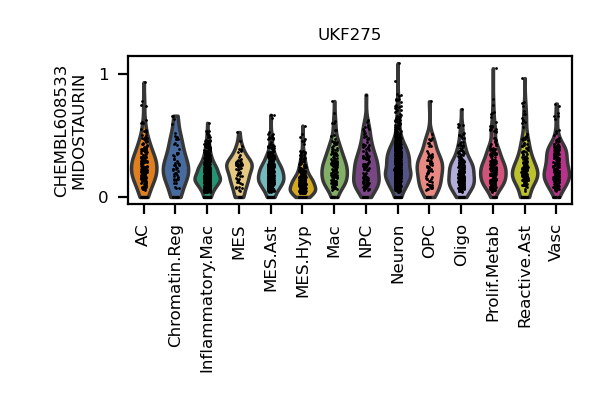 UKF275
CHEMBL608533
MIDOSTAURIN
1
0
AC
Chromatin.Reg
Inflammatory.Mac
MES
MES.Ast
MES.Hyp
Mac
NPC
Neuron
OPC
Oligo
Prolif.Metab
Reactive.Ast
Vasc